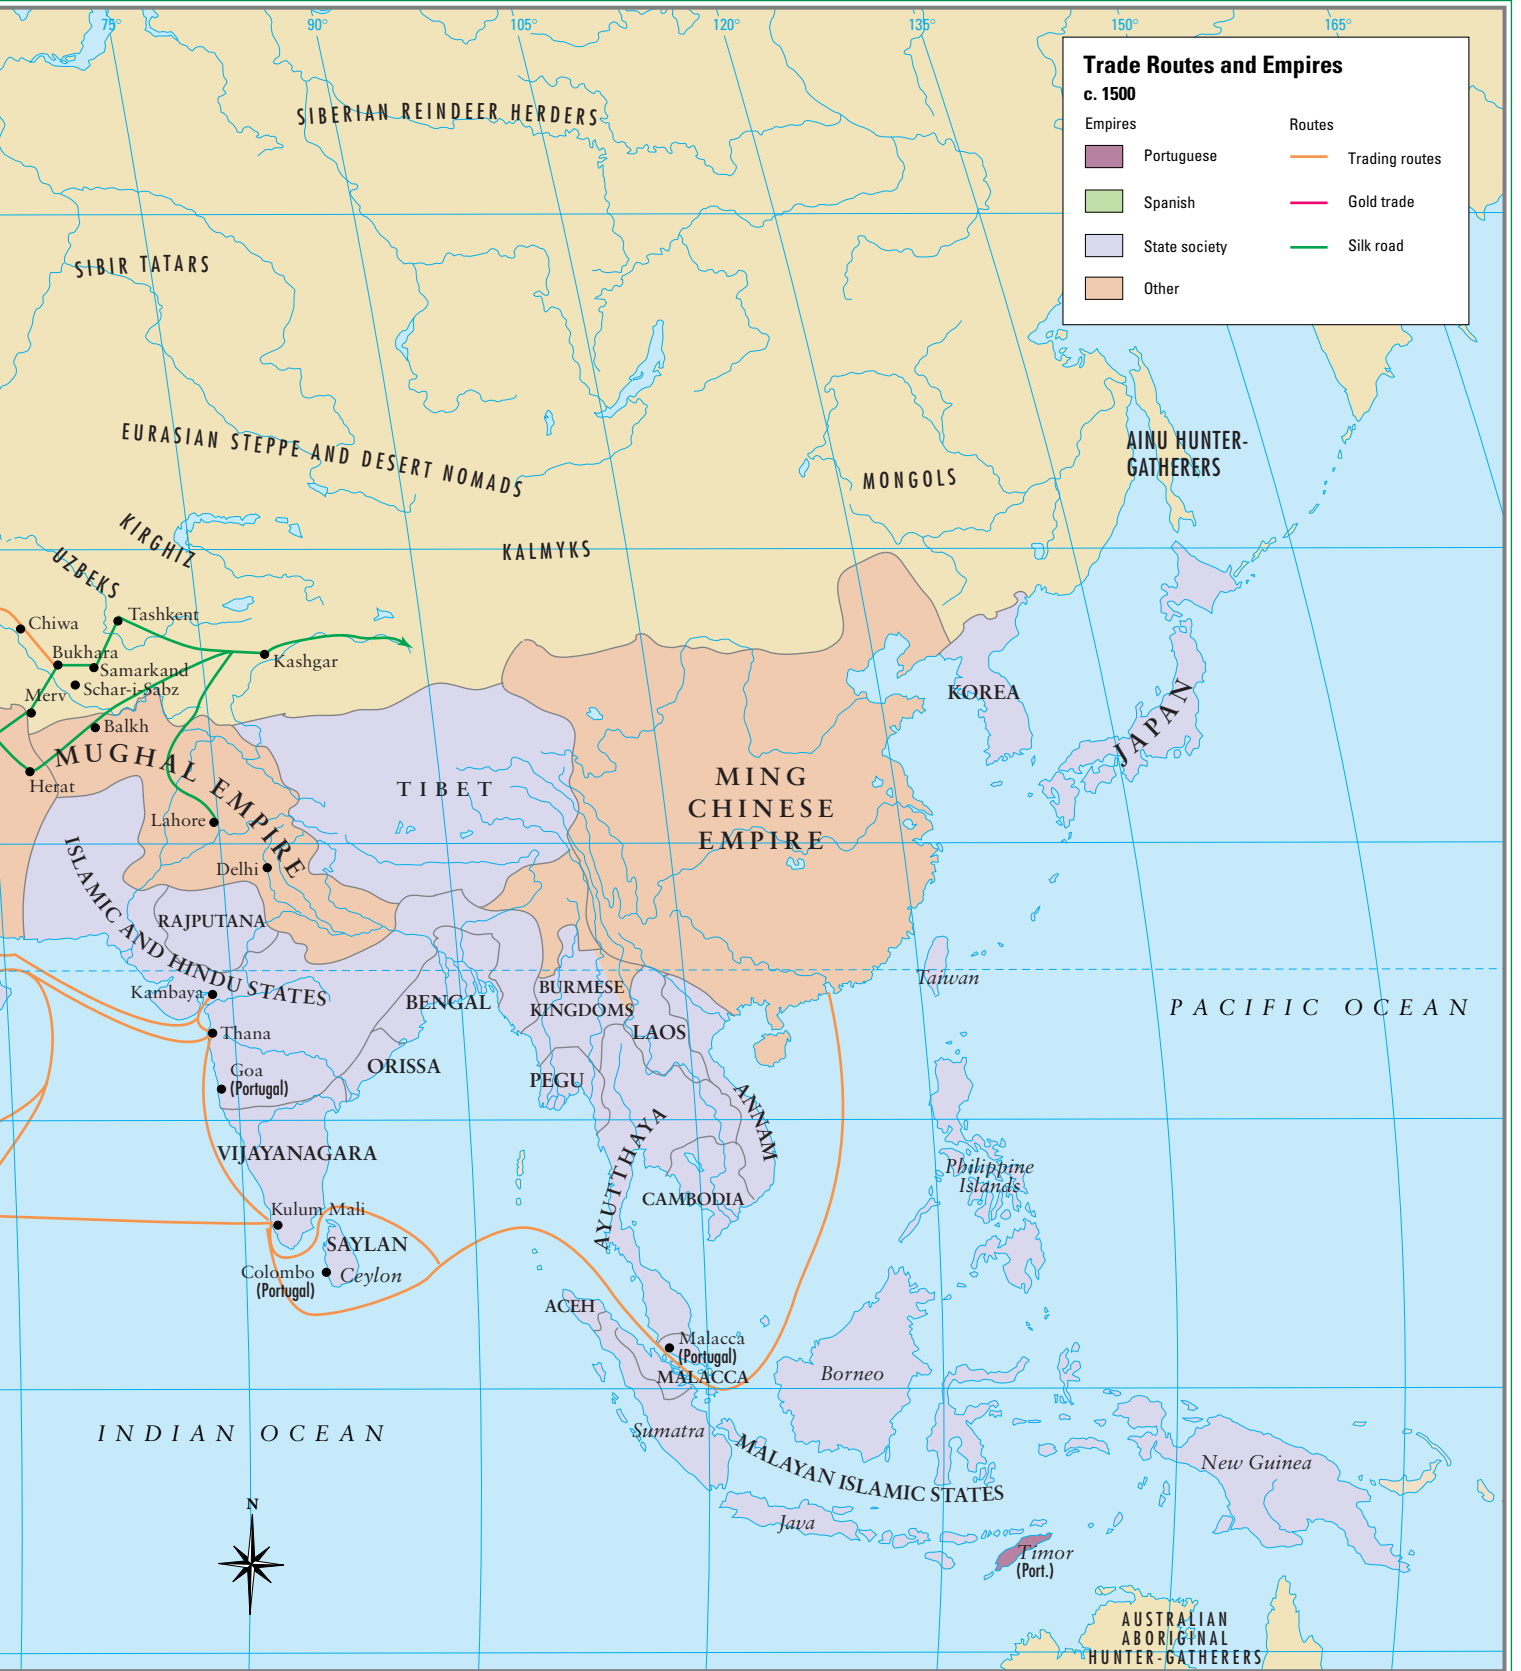 75°
90°
105°
120°
135°
150°
165°
Trade Routes and Empires
c. 1500
Empires
Routes
Portuguese
Trading routes
Spanish
Gold trade
State society
Silk road
Other
SIBERIAN REINDEER HERDERS
SIBIR TATARS
EURASIAN STEPPE AND DESERT NOMADS
MONGOLS
AINU HUNTER-
GATHERERS
KIRGHIZ
UZBEKS
KALMYKS
Chiwa
Tashkent
Bukhara
Samarkand
Kashgar
Schar-i-Sabz
Merv
Balkh
Herat
MUGHAL EMPIRE
KOREA
JAPAN
TIBET
MING
CHINESE
EMPIRE
Lahore
Delhi
ISLAMIC AND HINDU STATES
RAJPUTANA
Kambaya
BENGAL
BURMESE
KINGDOMS
Taiwan
PACIFIC OCEAN
Thana
LAOS
ORISSA
Goa
(Portugal)
PEGU
ANNAM
VIJAYANAGARA
AYUTTHAYA
CAMBODIA
Philippine
Islands
Kulum Mali
SAYLAN
Colombo
(Portugal)
Ceylon
ACEH
Malacca
(Portugal)
MALACCA
Borneo
INDIAN OCEAN
Sumatra
MALAYAN ISLAMIC STATES
New Guinea
N
Java
Timor
(Port.)
AUSTRALIAN
ABORIGINAL
HUNTER-GATHERERS